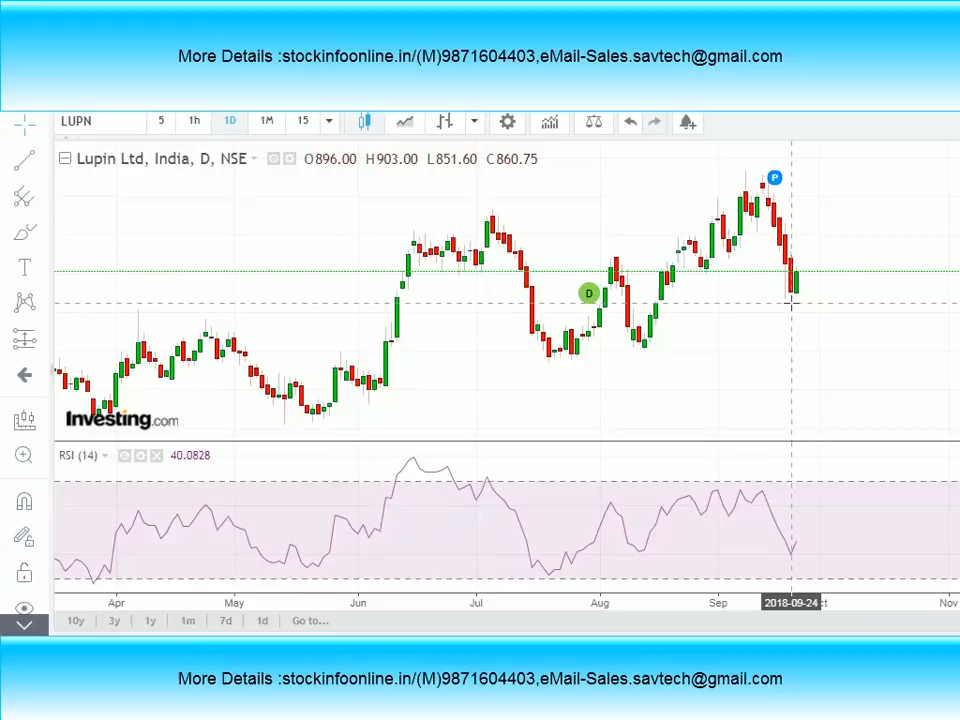 More Details :stockinfoonline.in/(M)9871604403,eMail-Sales.savtech@gmail.com
LUPN 5 1h 1D 1M 15
Lupin Ltd, India, D, NSE O896.00 H903.00 L851.60 C860.75
P
D
T
Investing.com
RSI (14) 40.0828
Apr May Jun Jul Aug Sep 2018-09-24 Nov
10y 3y 1y 1m 7d 1d Go to...
More Details :stockinfoonline.in/(M)9871604403,eMail-Sales.savtech@gmail.com